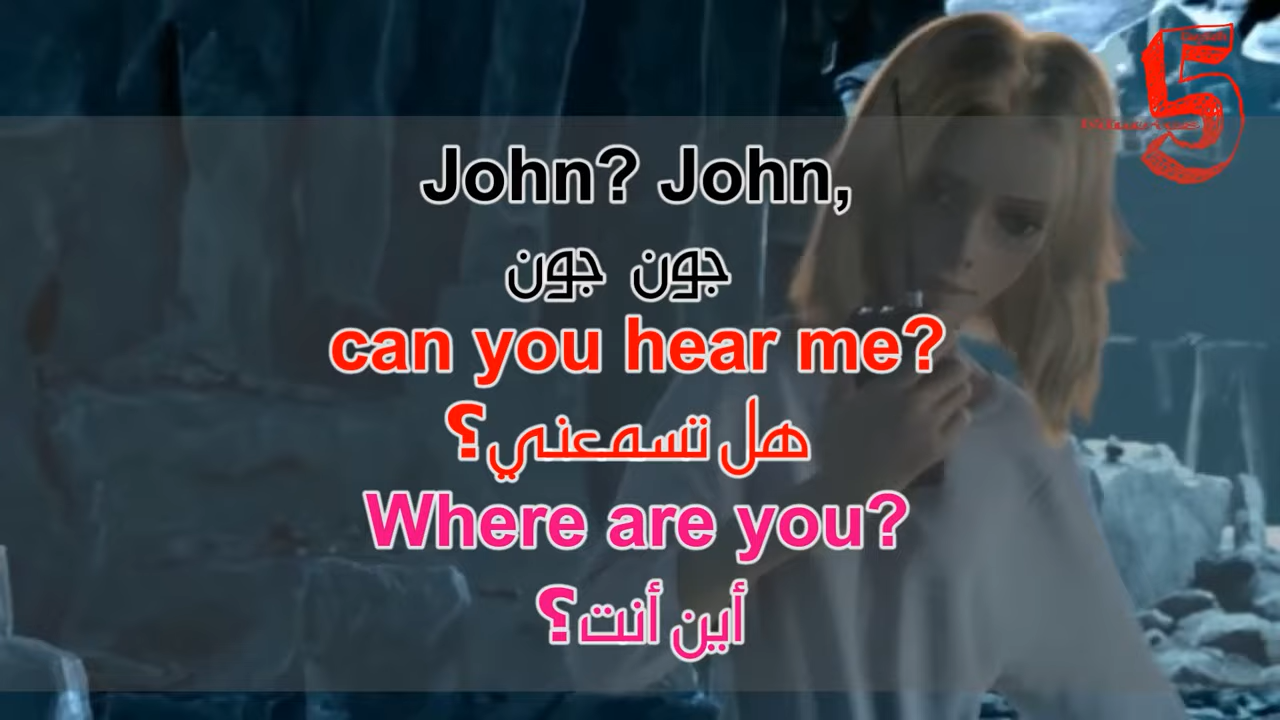 John? John,
جون جون
can you hear me?
هل تسمعني؟
Where are you?
أين أنت؟
5